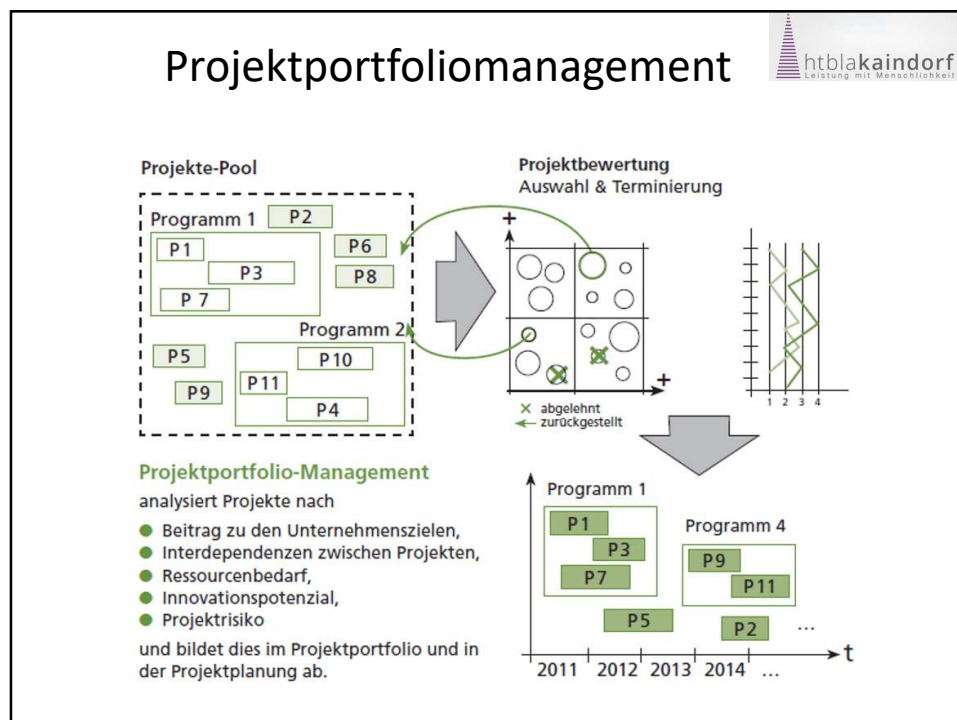 Projektportfoliomanagement
htblakaindorf
Leistung mit Menschlichkeit
Projekte-Pool
Programm 1
P2
P1
P6
P3
P8
P 7
Programm 2
P5
P10
P11
P9
P4
Projektbewertung
Auswahl & Terminierung
+
+
× abgelehnt
← zurückgestellt
1 2 3 4
Projektportfolio-Management
analysiert Projekte nach
● Beitrag zu den Unternehmenszielen,
● Interdependenzen zwischen Projekten,
● Ressourcenbedarf,
● Innovationspotenzial,
● Projektrisiko
und bildet dies im Projektportfolio und in
der Projektplanung ab.
Programm 1
P1
P3
P7
Programm 4
P9
P11
P5
P2
...
t
2011 2012 2013 2014 ...